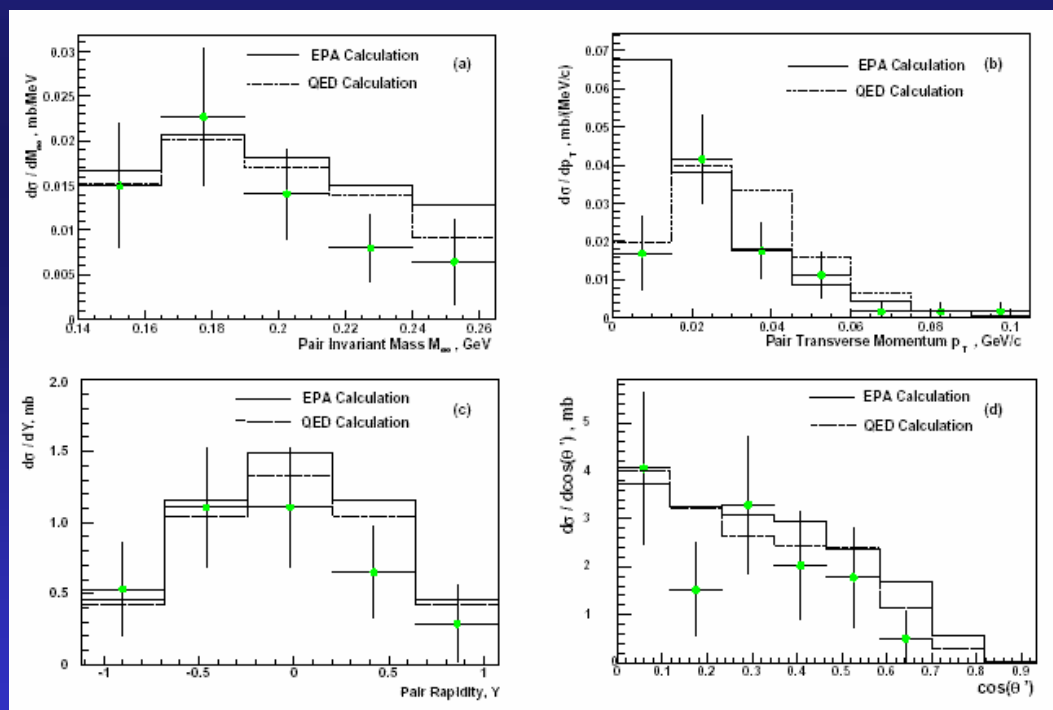 0.03
0.025
0.02
0.015
0.01
0.005
0
0.14 0.16 0.18 0.2 0.22 0.24 0.26
dσ / dM_ee , mb/MeV
EPA Calculation
QED Calculation
(a)
Pair Invariant Mass M_ee , GeV
0.07
0.06
0.05
0.04
0.03
0.02
0.01
0
0 0.02 0.04 0.06 0.08 0.1
dσ / dp_T , mb/(MeV/c)
EPA Calculation
QED Calculation
(b)
Pair Transverse Momentum p_T , GeV/c
2.0
1.5
1.0
0.5
0
-1 -0.5 0 0.5 1
dσ / dY, mb
EPA Calculation
QED Calculation
(c)
Pair Rapidity, Y
5
4
3
2
1
0
0 0.1 0.2 0.3 0.4 0.5 0.6 0.7 0.8 0.9
dσ / dcos(θ') , mb
EPA Calculation
QED Calculation
(d)
cos(θ')